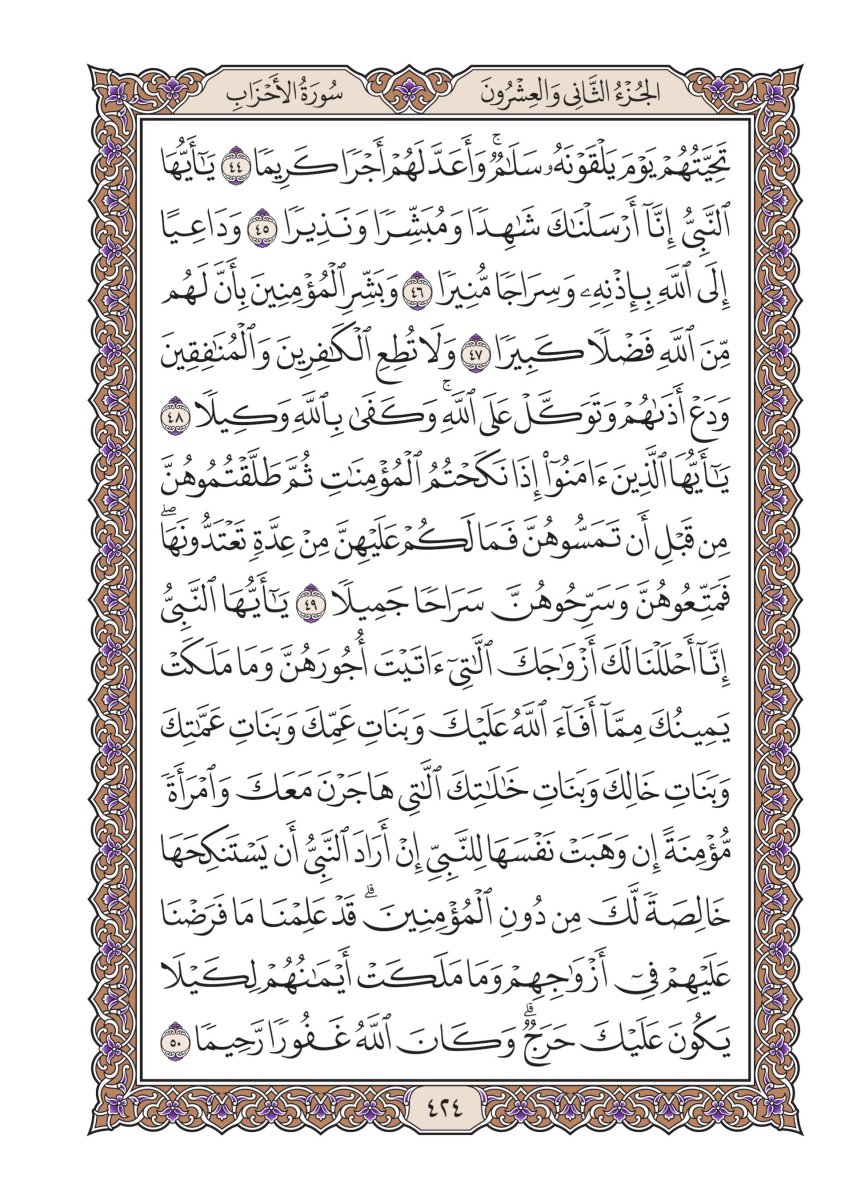 الجُزْءُ الثَّانِي وَالعِشْرُونَ
سُورَةُ الأَحْزَابِ
تَحِيَّتُهُمۡ يَوۡمَ يَلۡقَوۡنَهُۥ سَلَٰمٞۚ وَأَعَدَّ لَهُمۡ أَجۡرٗا كَرِيمٗا ٤٤ يَٰٓأَيُّهَا
ٱلنَّبِيُّ إِنَّآ أَرۡسَلۡنَٰكَ شَٰهِدٗا وَمُبَشِّرٗا وَنَذِيرٗا ٤٥ وَدَاعِيًا
إِلَى ٱللَّهِ بِإِذۡنِهِۦ وَسِرَاجٗا مُّنِيرٗا ٤٦ وَبَشِّرِ ٱلۡمُؤۡمِنِينَ بِأَنَّ لَهُم
مِّنَ ٱللَّهِ فَضۡلٗا كَبِيرٗا ٤٧ وَلَا تُطِعِ ٱلۡكَٰفِرِينَ وَٱلۡمُنَٰفِقِينَ
وَدَعۡ أَذَىٰهُمۡ وَتَوَكَّلۡ عَلَى ٱللَّهِۚ وَكَفَىٰ بِٱللَّهِ وَكِيلٗا ٤٨
يَٰٓأَيُّهَا ٱلَّذِينَ ءَامَنُوٓاْ إِذَا نَكَحۡتُمُ ٱلۡمُؤۡمِنَٰتِ ثُمَّ طَلَّقۡتُمُوهُنَّ
مِن قَبۡلِ أَن تَمَسُّوهُنَّ فَمَا لَكُمۡ عَلَيۡهِنَّ مِنۡ عِدَّةٖ تَعۡتَدُّونَهَاۖ
فَمَتِّعُوهُنَّ وَسَرِّحُوهُنَّ سَرَاحٗا جَمِيلٗا ٤٩ يَٰٓأَيُّهَا ٱلنَّبِيُّ
إِنَّآ أَحۡلَلۡنَا لَكَ أَزۡوَٰجَكَ ٱلَّٰتِيٓ ءَاتَيۡتَ أُجُورَهُنَّ وَمَا مَلَكَتۡ
يَمِينُكَ مِمَّآ أَفَآءَ ٱللَّهُ عَلَيۡكَ وَبَنَاتِ عَمِّكَ وَبَنَاتِ عَمَّٰتِكَ
وَبَنَاتِ خَالِكَ وَبَنَاتِ خَٰلَٰتِكَ ٱلَّٰتِي هَاجَرۡنَ مَعَكَ وَٱمۡرَأَةٗ
مُّؤۡمِنَةً إِن وَهَبَتۡ نَفۡسَهَا لِلنَّبِيِّ إِنۡ أَرَادَ ٱلنَّبِيُّ أَن يَسۡتَنكِحَهَا
خَالِصَةٗ لَّكَ مِن دُونِ ٱلۡمُؤۡمِنِينَۗ قَدۡ عَلِمۡنَا مَا فَرَضۡنَا
عَلَيۡهِمۡ فِيٓ أَزۡوَٰجِهِمۡ وَمَا مَلَكَتۡ أَيۡمَٰنُهُمۡ لِكَيۡلَا
يَكُونَ عَلَيۡكَ حَرَجٞۗ وَكَانَ ٱللَّهُ غَفُورٗا رَّحِيمٗا ٥٠
٤٢٤